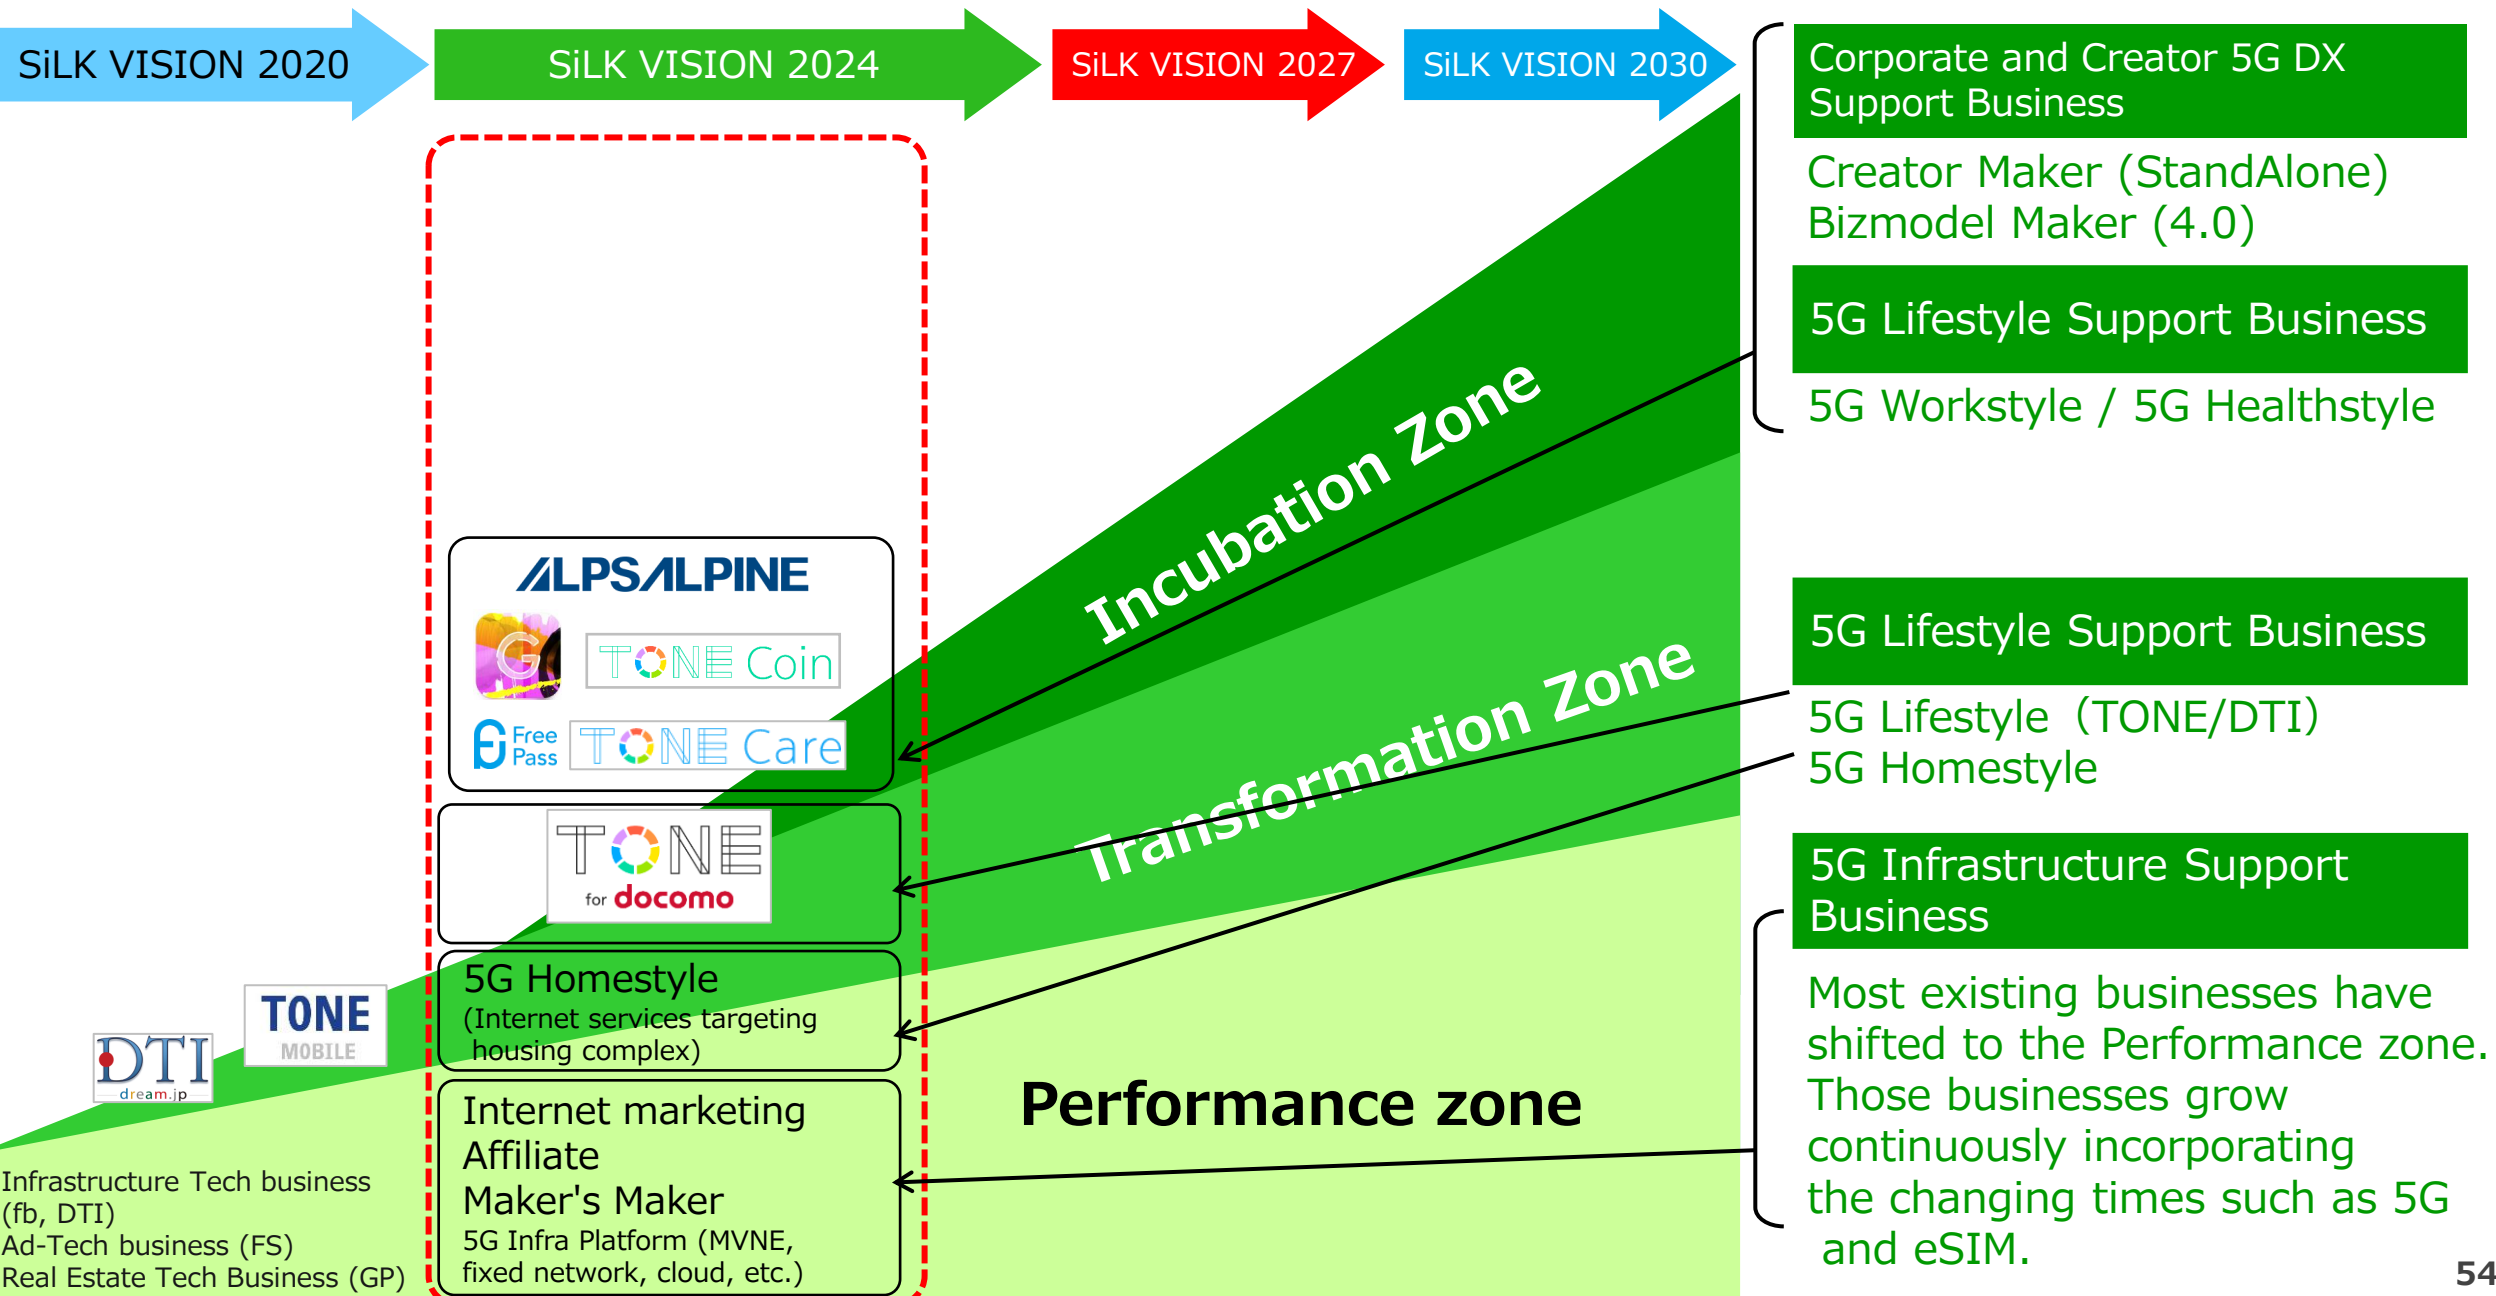 SiLK VISION 2020
SiLK VISION 2024
SiLK VISION 2027
SiLK VISION 2030
Corporate and Creator 5G DX
Support Business
Creator Maker (StandAlone)
Bizmodel Maker (4.0)
5G Lifestyle Support Business
5G Workstyle / 5G Healthstyle
Incubation Zone
ALPSALPINE
G
TONE Coin
Free
Pass
TONE Care
Transformation Zone
5G Lifestyle Support Business
5G Lifestyle（TONE/DTI）
5G Homestyle
TONE
for docomo
5G Homestyle
(Internet services targeting
housing complex)
TONE
MOBILE
DTI
dream.jp
Performance zone
5G Infrastructure Support
Business
Most existing businesses have
shifted to the Performance zone.
Those businesses grow
continuously incorporating
the changing times such as 5G
and eSIM.
Internet marketing
Affiliate
Maker's Maker
5G Infra Platform (MVNE,
fixed network, cloud, etc.)
Infrastructure Tech business
(fb, DTI)
Ad-Tech business (FS)
Real Estate Tech Business (GP)
54